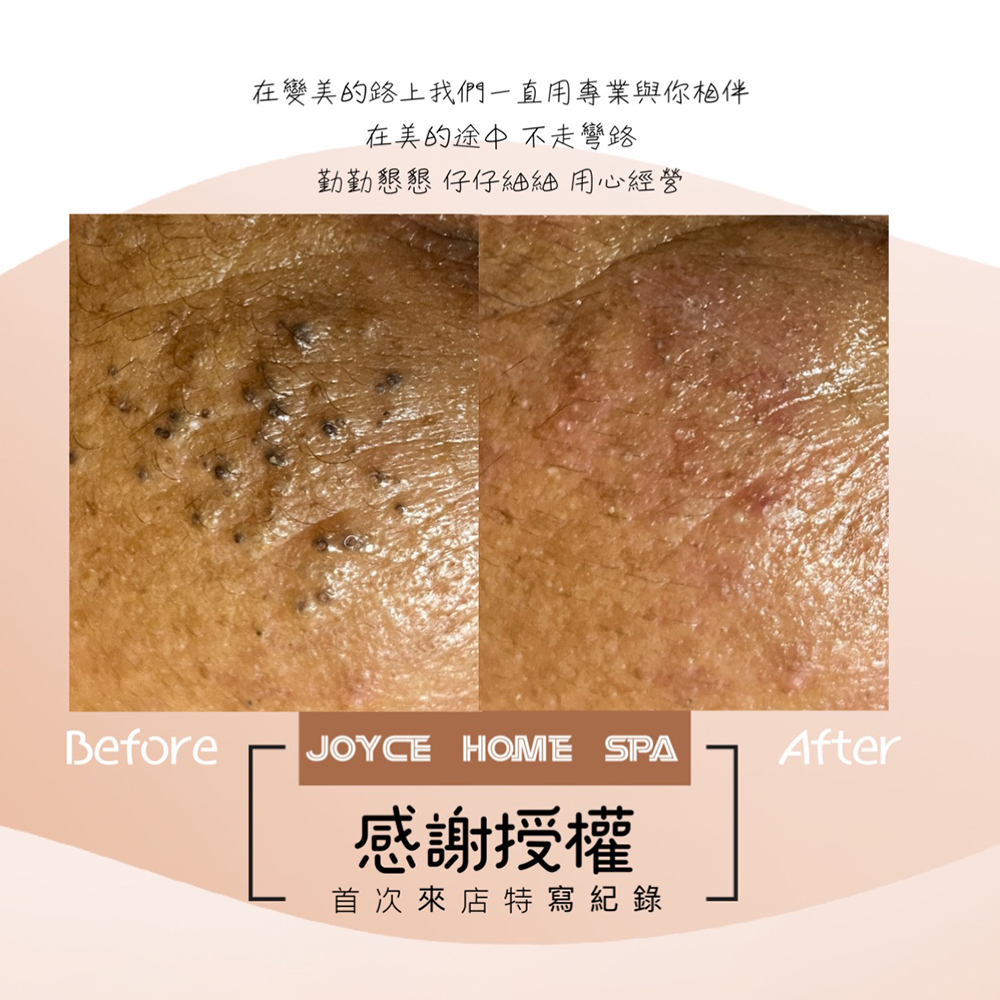 在變美的路上我們一直用專業與你相伴
在美的途中 不走彎路
勤勤懇懇 仔仔細細 用心經營
Before
JOYCE HOME SPA
After
感謝授權
首次來店特寫紀錄